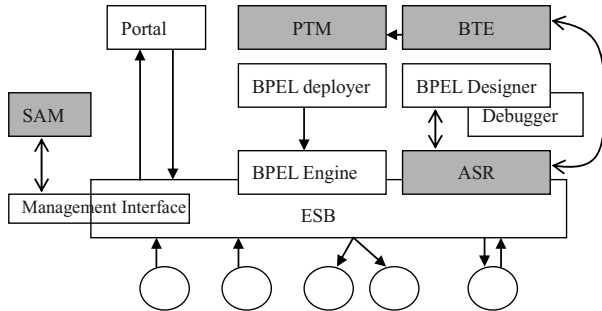 Portal
PTM
BTE
BPEL deployer
BPEL Designer
Debugger
SAM
BPEL Engine
ASR
Management Interface
ESB